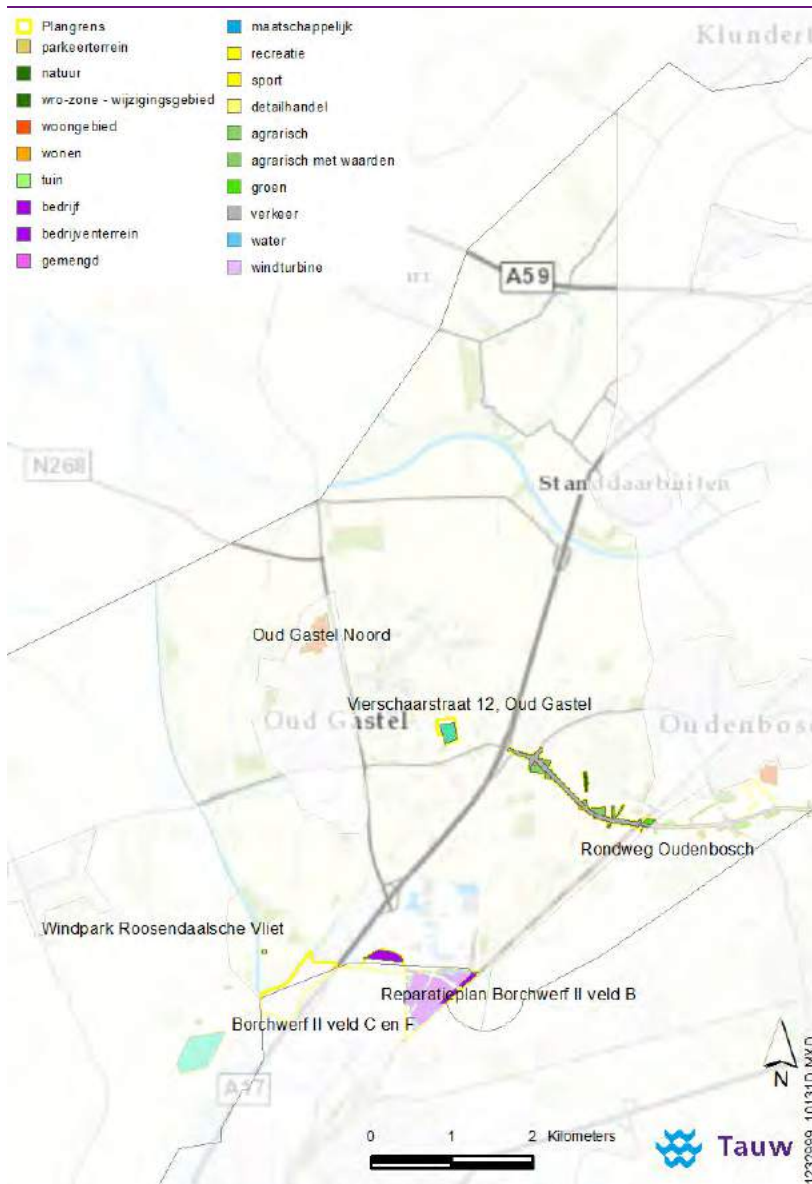 Plangrens
parkeerterrein
natuur
wro-zone - wijzigingsgebied
woongebied
wonen
tuin
bedrijf
bedrijventerrein
gemengd
maatschappelijk
recreatie
sport
detailhandel
agrarisch
agrarisch met waarden
groen
verkeer
water
windturbine
Klundert
A59
N268
Standdaarbuiten
Oud Gastel Noord
Vierschaarstraat 12, Oud Gastel
Oud Gastel
Oudenbosc
Rondweg Oudenbosch
Windpark Roosendaalsche Vliet
Reparatieplan Borchwerf II veld B
Borchwerf II veld C en F
A17
N
0 1 2 Kilometers
Tauw